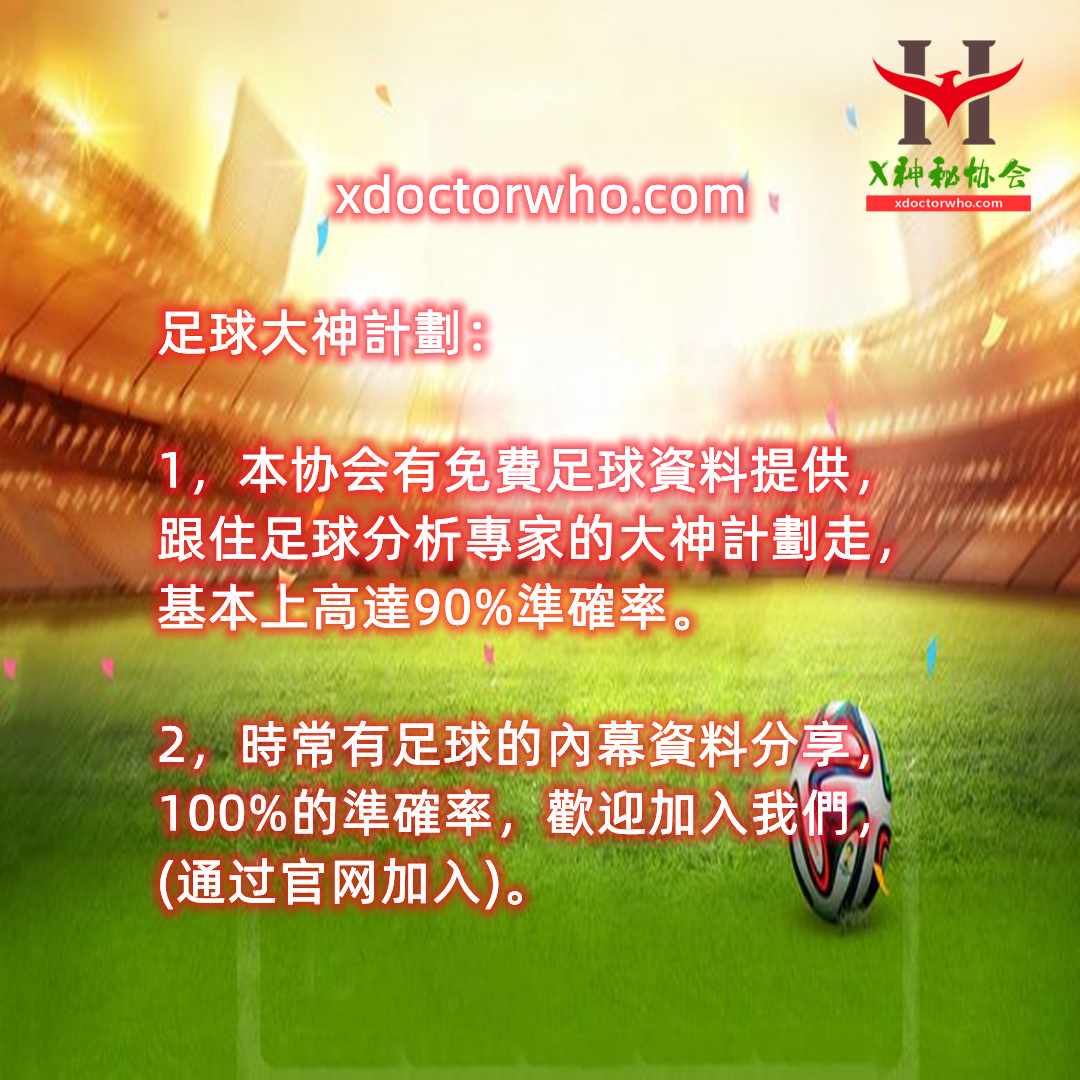 H
X神秘协会
xdoctorwho.com
xdoctorwho.com
足球大神計劃：
1，本协会有免費足球資料提供，
跟住足球分析專家的大神計劃走，
基本上高達90%準確率。
2，時常有足球的內幕資料分享，
100%的準確率，歡迎加入我們，
(通过官网加入)。